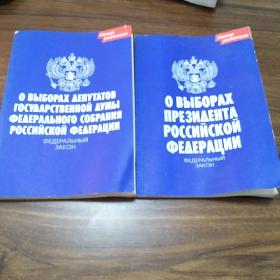 О ВЫБОРАХ ДЕПУТАТОВ
ГОСУДАРСТВЕННОЙ ДУМЫ
ФЕДЕРАЛЬНОГО СОБРАНИЯ
РОССИЙСКОЙ ФЕДЕРАЦИИ
ФЕДЕРАЛЬНЫЙ
ЗАКОН
О ВЫБОРАХ
ПРЕЗИДЕНТА
РОССИЙСКОЙ
ФЕДЕРАЦИИ
ФЕДЕРАЛЬНЫЙ
ЗАКОН